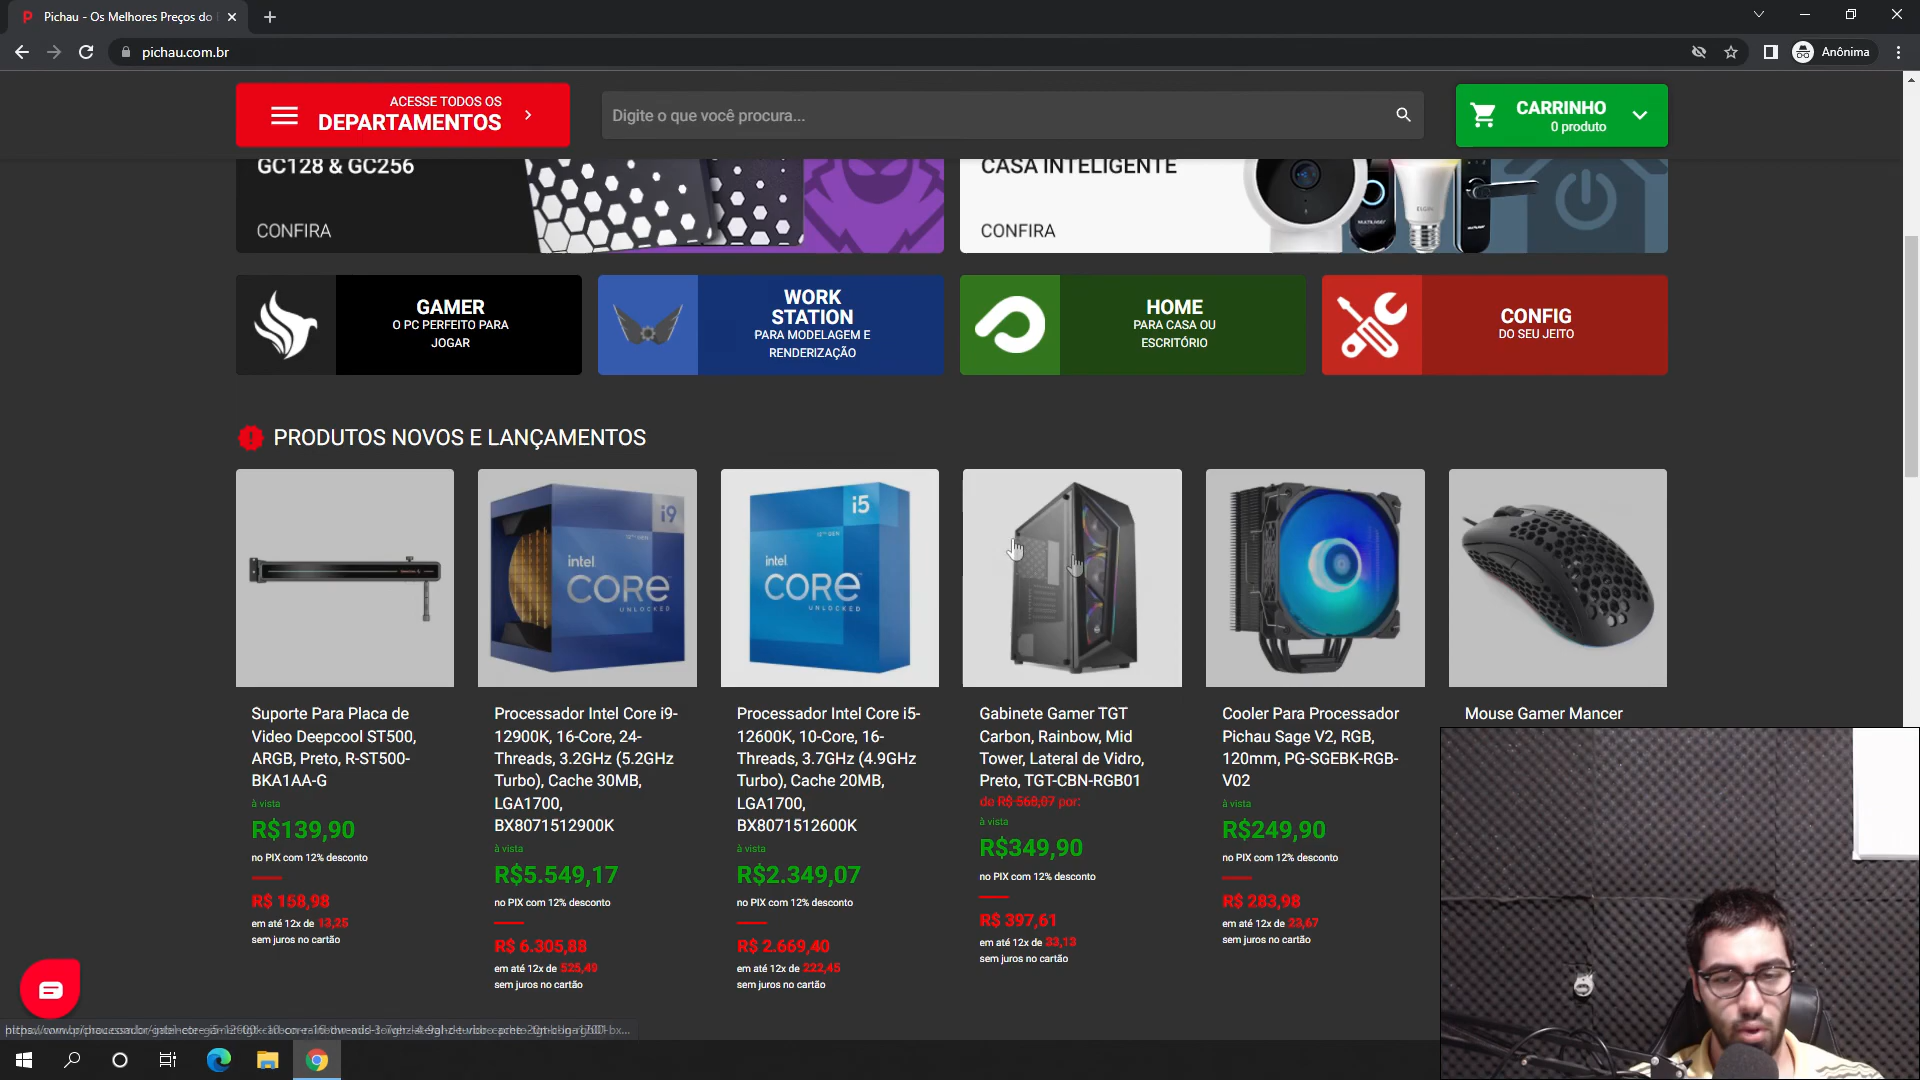 Pichau - Os Melhores Preços do
pichau.com.br
Anônima
ACESSE TODOS OS
DEPARTAMENTOS
Digite o que você procura...
CARRINHO
0 produto
GC128 & GC256
CONFIRA
CASA INTELIGENTE
CONFIRA
ELGIN
GAMER
O PC PERFEITO PARA
JOGAR
WORK
STATION
PARA MODELAGEM E
RENDERIZAÇÃO
HOME
PARA CASA OU
ESCRITÓRIO
CONFIG
DO SEU JEITO
PRODUTOS NOVOS E LANÇAMENTOS
i9
intel
CORE
UNLOCKED
i5
intel
CORE
UNLOCKED
Suporte Para Placa de
Video Deepcool ST500,
ARGB, Preto, R-ST500-
BKA1AA-G
à vista
R$139,90
no PIX com 12% desconto
R$ 158,98
em até 12x de 13,25
sem juros no cartão
Processador Intel Core i9-
12900K, 16-Core, 24-
Threads, 3.2GHz (5.2GHz
Turbo), Cache 30MB,
LGA1700,
BX8071512900K
à vista
R$5.549,17
no PIX com 12% desconto
R$ 6.305,88
em até 12x de 525,49
sem juros no cartão
Processador Intel Core i5-
12600K, 10-Core, 16-
Threads, 3.7GHz (4.9GHz
Turbo), Cache 20MB,
LGA1700,
BX8071512600K
à vista
R$2.349,07
no PIX com 12% desconto
R$ 2.669,40
em até 12x de 222,45
sem juros no cartão
Gabinete Gamer TGT
Carbon, Rainbow, Mid
Tower, Lateral de Vidro,
Preto, TGT-CBN-RGB01
de R$ 568,07 por:
à vista
R$349,90
no PIX com 12% desconto
R$ 397,61
em até 12x de 33,13
sem juros no cartão
Cooler Para Processador
Pichau Sage V2, RGB,
120mm, PG-SGEBK-RGB-
V02
à vista
R$249,90
no PIX com 12% desconto
R$ 283,98
em até 12x de 23,67
sem juros no cartão
Mouse Gamer Mancer